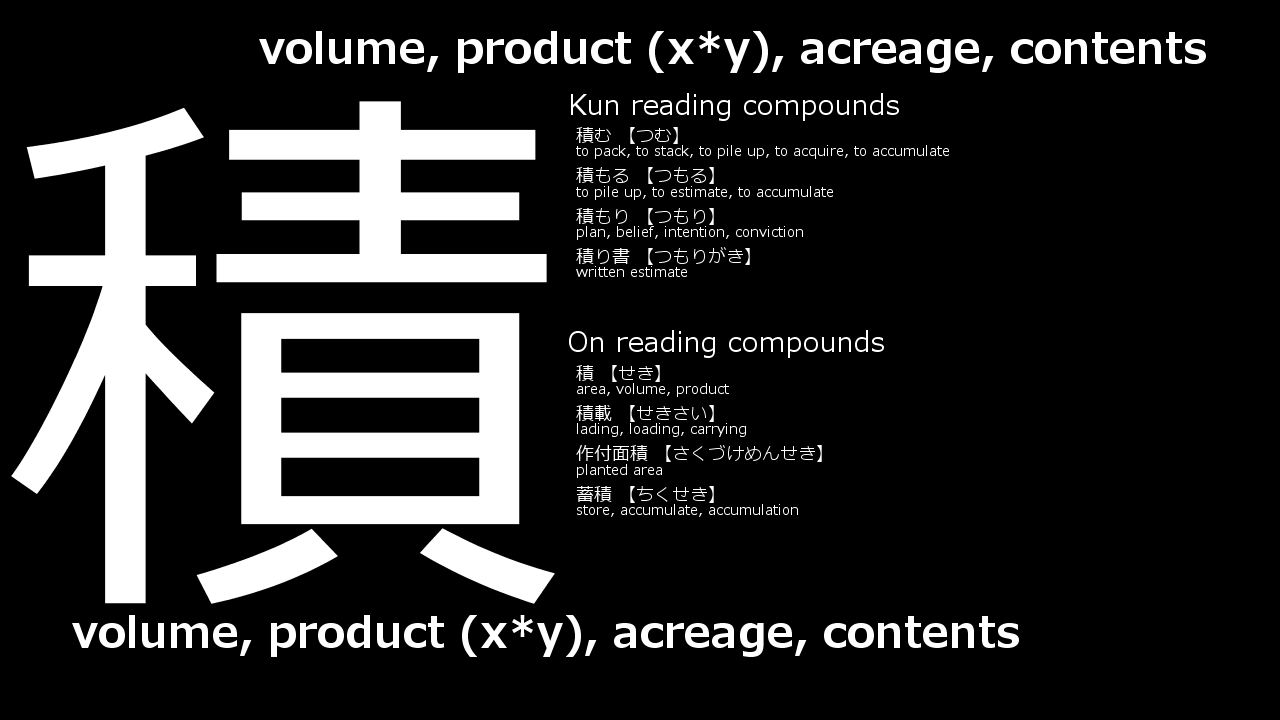 volume, product (x*y), acreage, contents
積
Kun reading compounds
積む 【つむ】
to pack, to stack, to pile up, to acquire, to accumulate
積もる 【つもる】
to pile up, to estimate, to accumulate
積もり 【つもり】
plan, belief, intention, conviction
積り書 【つもりがき】
written estimate
On reading compounds
積 【せき】
area, volume, product
積載 【せきさい】
lading, loading, carrying
作付面積 【さくづけめんせき】
planted area
蓄積 【ちくせき】
store, accumulate, accumulation
volume, product (x*y), acreage, contents